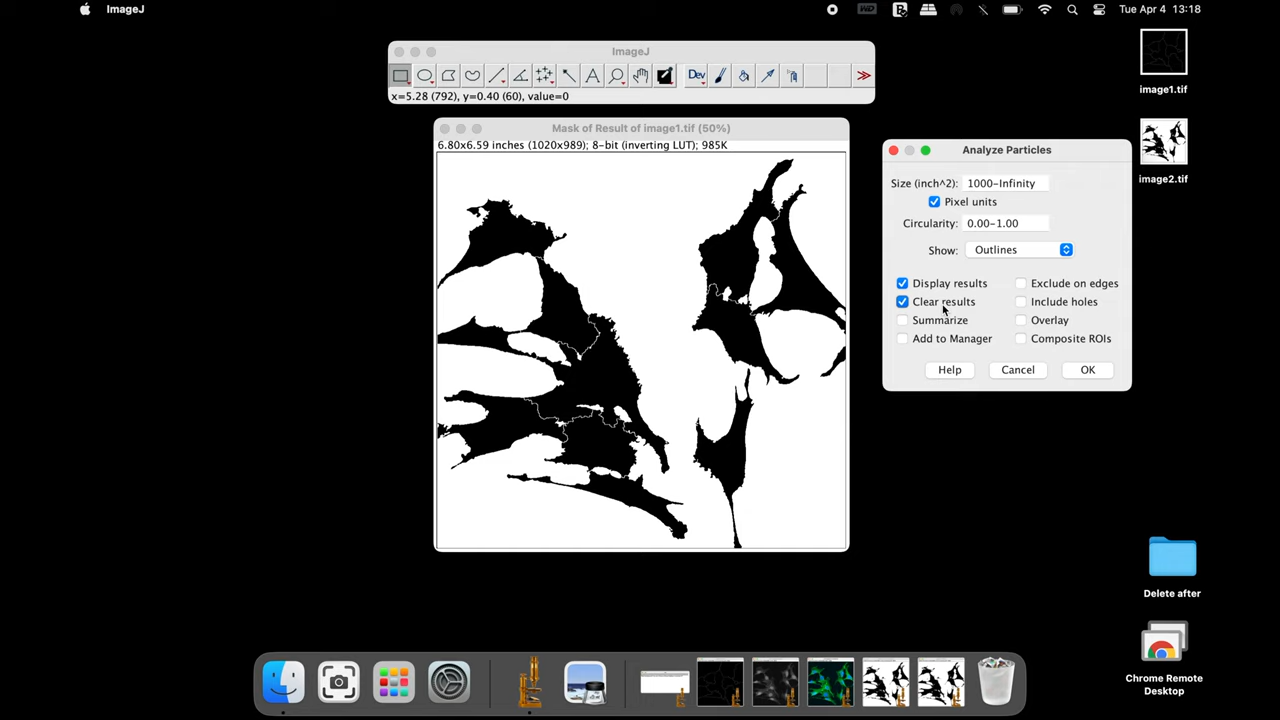 ImageJ
Tue Apr 4 13:18
ImageJ
Dev
x=5.28 (792), y=0.40 (60), value=0
Mask of Result of image1.tif (50%)
6.80x6.59 inches (1020x989); 8-bit (inverting LUT); 985K
Analyze Particles
Size (inch^2): 1000-Infinity
Pixel units
Circularity: 0.00-1.00
Show: Outlines
Display results
Exclude on edges
Clear results
Include holes
Summarize
Overlay
Add to Manager
Composite ROIs
Help
Cancel
OK
image1.tif
image2.tif
Delete after
Chrome Remote
Desktop